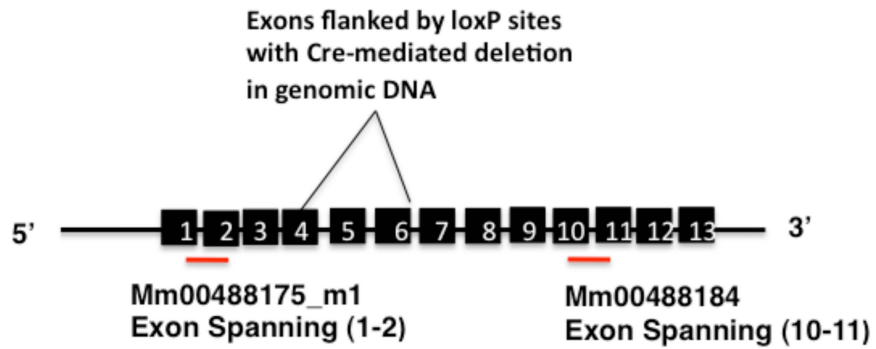 Exons flanked by loxP sites
with Cre-mediated deletion
in genomic DNA
5’ 1 2 3 4 5 6 7 8 9 10 11 12 13 3’
Mm00488175_m1
Exon Spanning (1-2)
Mm00488184
Exon Spanning (10-11)